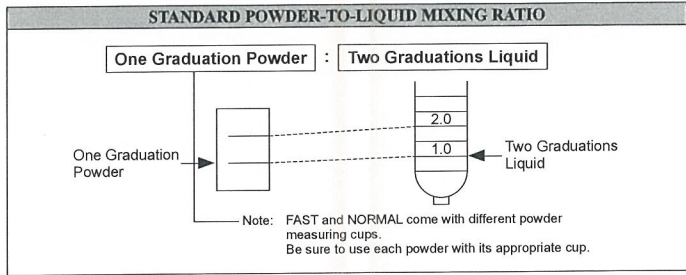 STANDARD POWDER-TO-LIQUID MIXING RATIO
One Graduation Powder : Two Graduations Liquid
2.0
1.0
One Graduation
Powder
Two Graduations
Liquid
Note: FAST and NORMAL come with different powder
measuring cups.
Be sure to use each powder with its appropriate cup.